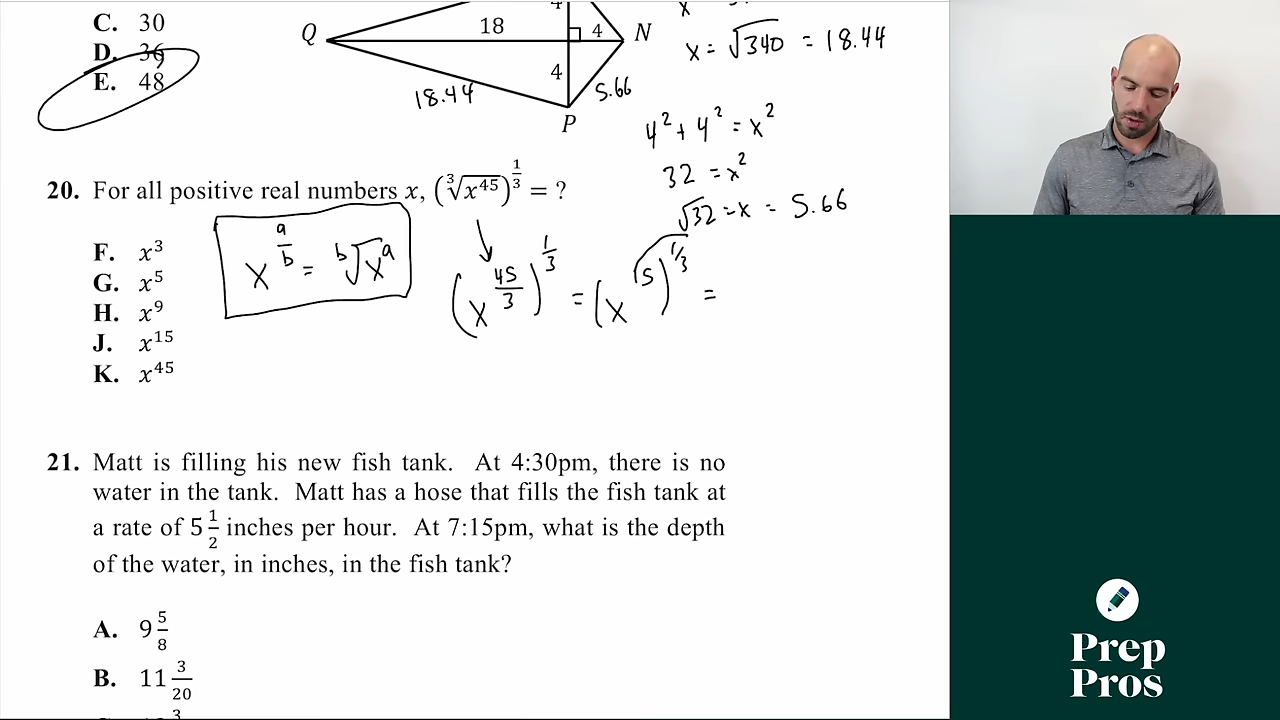 C. 30
D. 36
E. 48
Q
18
4
4
N
4
18.44
5.66
P
x
x = √340 = 18.44
4² + 4² = x²
32 = x²
√32 = x = 5.66
20. For all positive real numbers x, (∛x⁴⁵)^(1/3) = ?
F. x³
G. x⁵
H. x⁹
J. x¹⁵
K. x⁴⁵
x^(a/b) = ᵇ√xᵃ
(x^(45/3))^(1/3) = (x¹⁵)^(1/3) =
21. Matt is filling his new fish tank. At 4:30pm, there is no
water in the tank. Matt has a hose that fills the fish tank at
a rate of 5 1/2 inches per hour. At 7:15pm, what is the depth
of the water, in inches, in the fish tank?
A. 9 5/8
B. 11 3/20
3
Prep
Pros